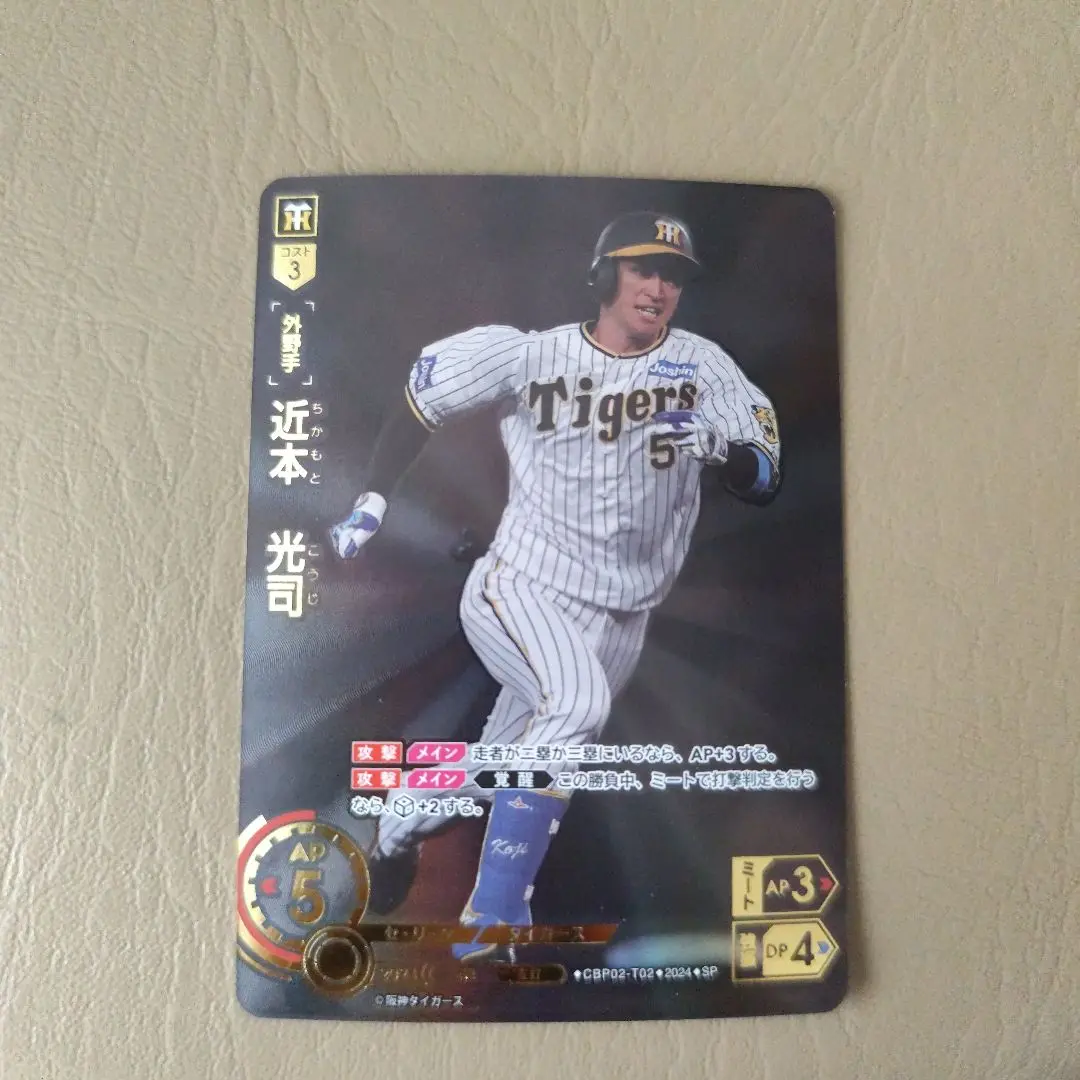 コスト
3
外野手
近本 光司
ちかもと こうじ
Joshin
Joshin
Tigers
5
攻撃 メイン 走者が二塁か三塁にいるなら、AP+3する。
攻撃 メイン 覚醒 この勝負中、ミートで打撃判定を行う
なら、+2する。
Koji
AP
5
ミート AP 3
DP 4
セ・リーグ タイガース
◆CBP02-T02◆2024◆SP
©阪神タイガース